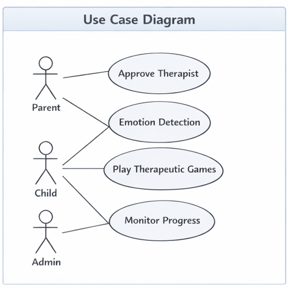 Use Case Diagram
Approve Therapist
Parent
Emotion Detection
Play Therapeutic Games
Child
Monitor Progress
Admin